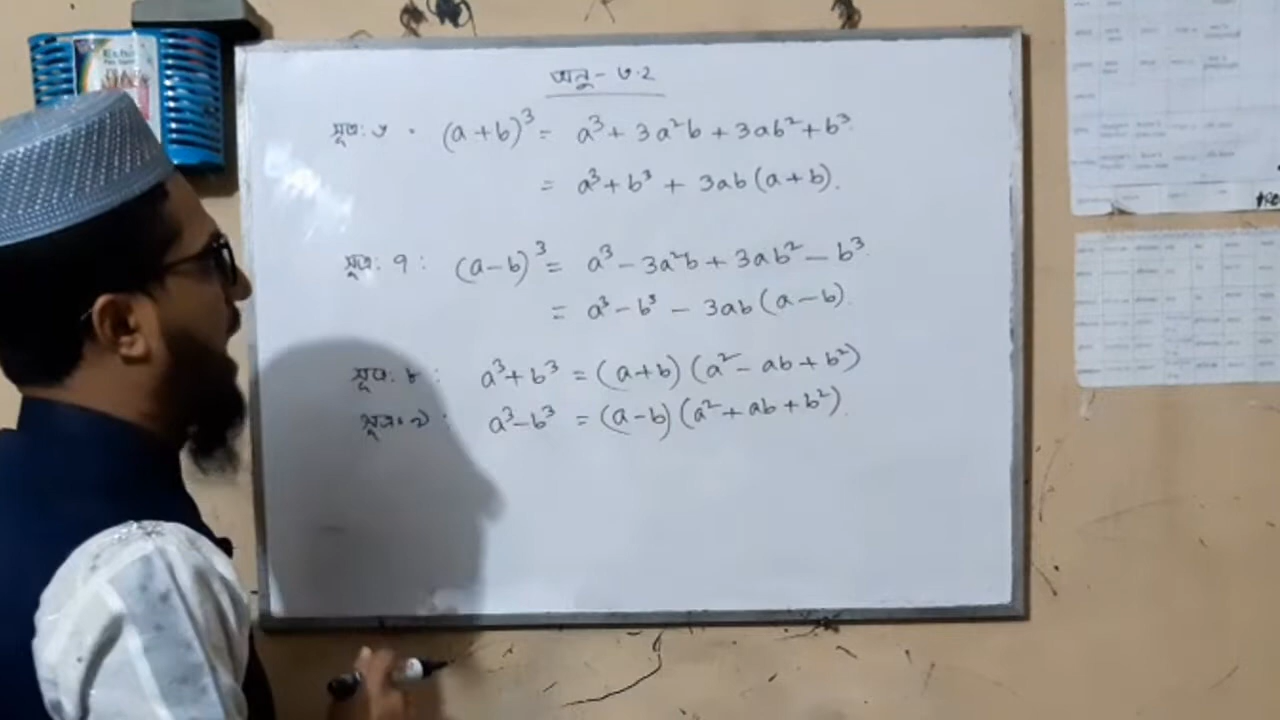 অনু - ৩.২
সূত্র: ৬ . (a+b)³ = a³ + 3a²b + 3ab² + b³.
= a³ + b³ + 3ab (a+b).
সূত্র: ৭ : (a-b)³ = a³ - 3a²b + 3ab² - b³.
= a³ - b³ - 3ab (a-b).
সূত্র: ৮ : a³+b³ = (a+b) (a² - ab + b²)
সূত্র: ৯ : a³-b³ = (a-b) (a² + ab + b²).